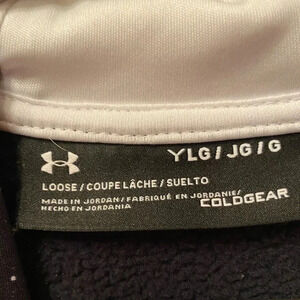 YLG / JG / G
LOOSE / COUPE LÂCHE / SUELTO
MADE IN JORDAN / FABRIQUÉ EN JORDANIE/
HECHO EN JORDANIA
COLDGEAR